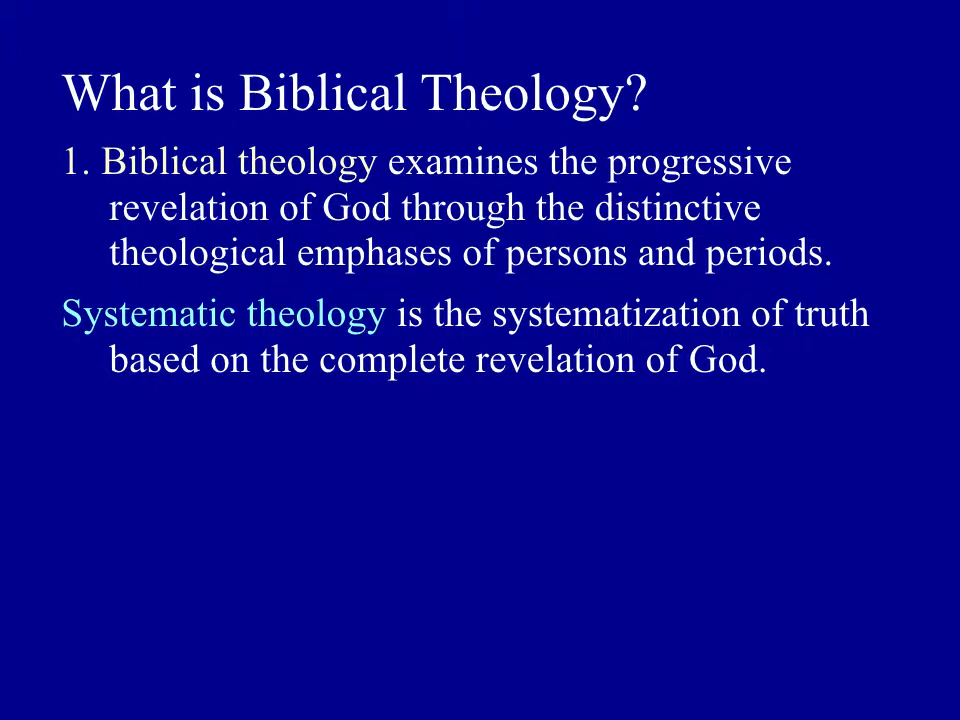 What is Biblical Theology?
1. Biblical theology examines the progressive
revelation of God through the distinctive
theological emphases of persons and periods.
Systematic theology is the systematization of truth
based on the complete revelation of God.